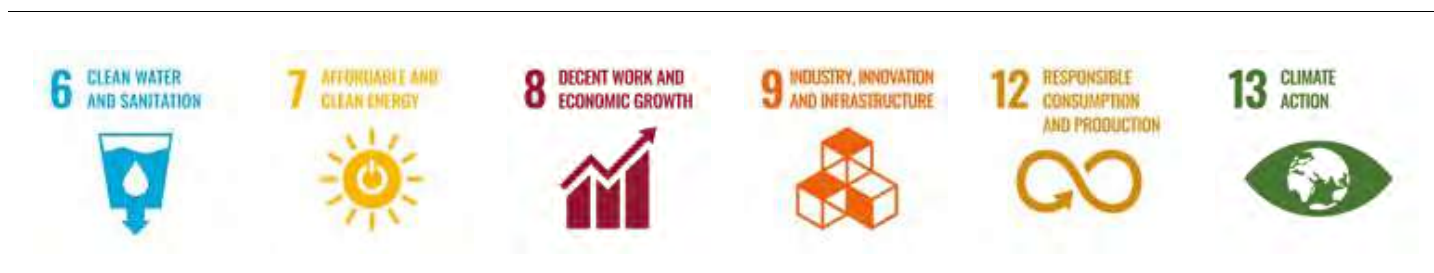 6 CLEAN WATER
AND SANITATION
7 AFFORDABLE AND
CLEAN ENERGY
8 DECENT WORK AND
ECONOMIC GROWTH
9 INDUSTRY, INNOVATION
AND INFRASTRUCTURE
12 RESPONSIBLE
CONSUMPTION
AND PRODUCTION
13 CLIMATE
ACTION